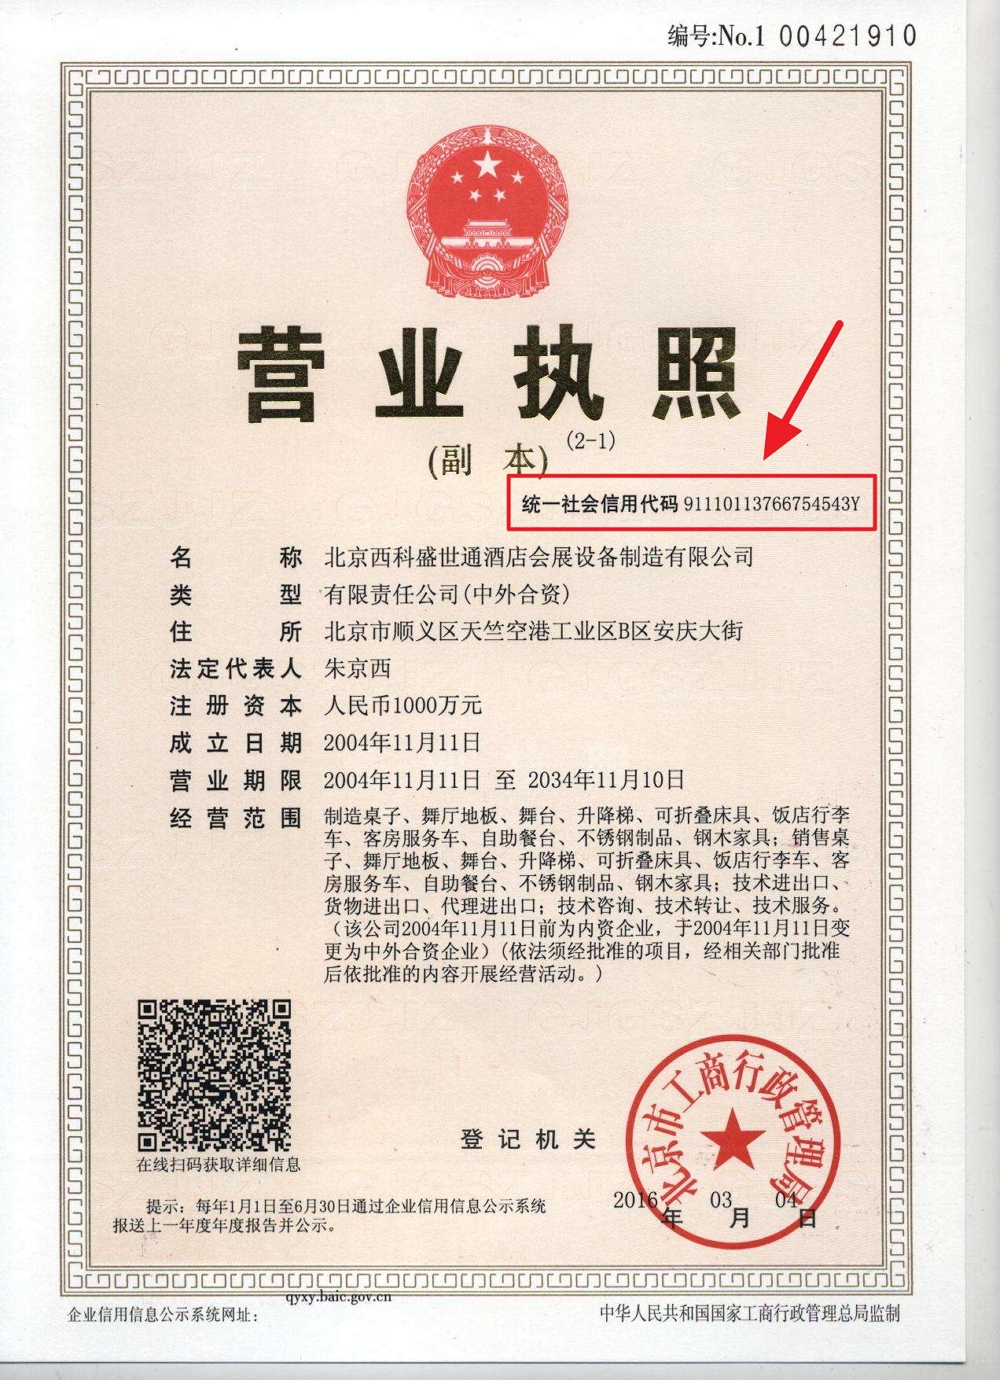 编号:No.1 00421910
营业执照
(副 本) (2-1)
统一社会信用代码 91110113766754543Y
名称 北京西科盛世通酒店会展设备制造有限公司
类型 有限责任公司(中外合资)
住所 北京市顺义区天竺空港工业区B区安庆大街
法定代表人 朱京西
注册资本 人民币1000万元
成立日期 2004年11月11日
营业期限 2004年11月11日 至 2034年11月10日
经营范围 制造桌子、舞厅地板、舞台、升降梯、可折叠床具、饭店行李
车、客房服务车、自助餐台、不锈钢制品、钢木家具；销售桌
子、舞厅地板、舞台、升降梯、可折叠床具、饭店行李车、客
房服务车、自助餐台、不锈钢制品、钢木家具；技术进出口、
货物进出口、代理进出口；技术咨询、技术转让、技术服务。
（该公司2004年11月11日前为内资企业，于2004年11月11日变
更为中外合资企业）(依法须经批准的项目，经相关部门批准
后依批准的内容开展经营活动。)
在线扫码获取详细信息
登记机关
北京市工商行政管理局
2016年03月04日
提示：每年1月1日至6月30日通过企业信用信息公示系统
报送上一年度年度报告并公示。
qyxy.baic.gov.cn
企业信用信息公示系统网址：
中华人民共和国国家工商行政管理总局监制